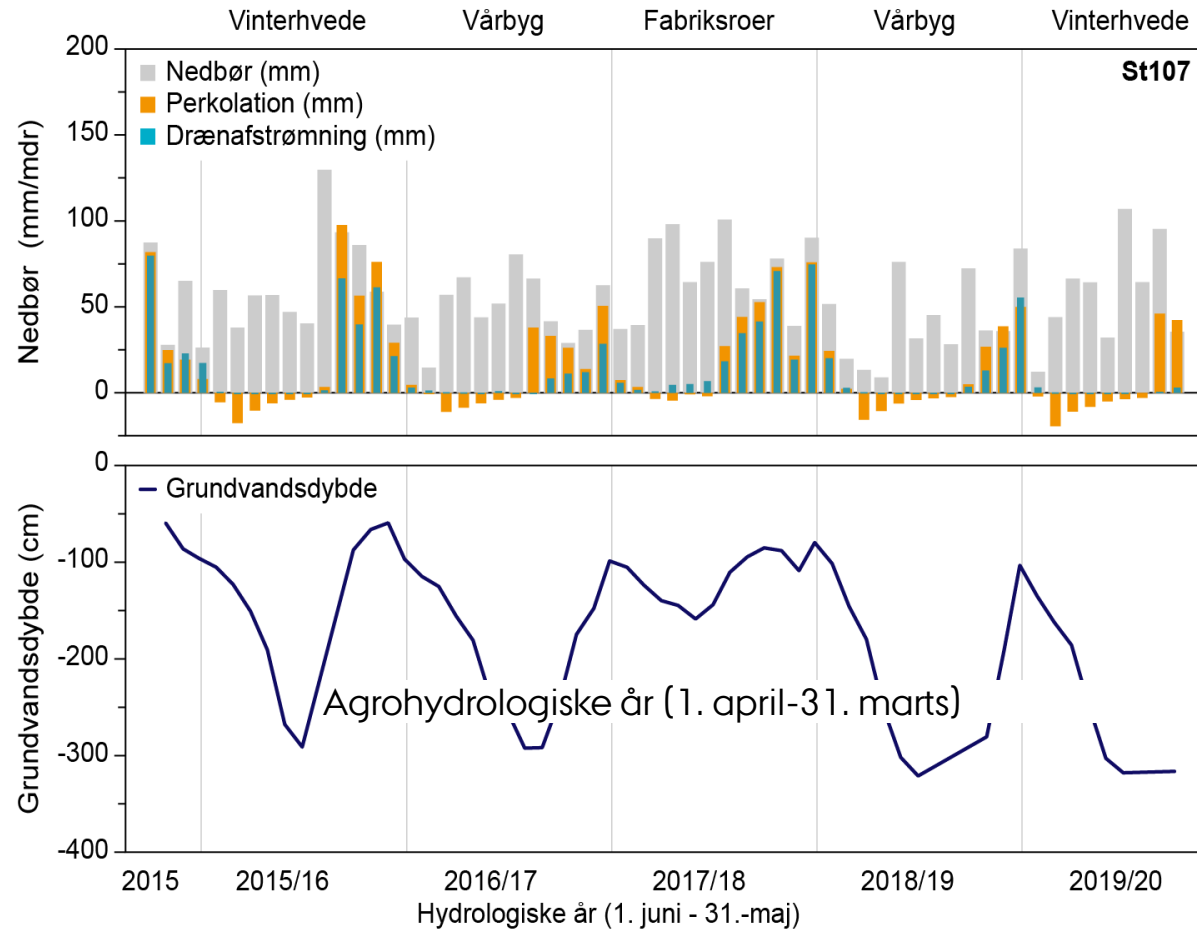 Vinterhvede Vårbyg Fabriksroer Vårbyg Vinterhvede
200
St107
Nedbør (mm)
Perkolation (mm)
150
Drænafstrømning (mm)
100
50
0
Nedbør (mm/mdr)
0
Grundvandsdybde
-100
-200
Agrohydrologiske år (1. april-31. marts)
-300
-400
Grundvandsdybde (cm)
2015 2015/16 2016/17 2017/18 2018/19 2019/20
Hydrologiske år (1. juni - 31.-maj)